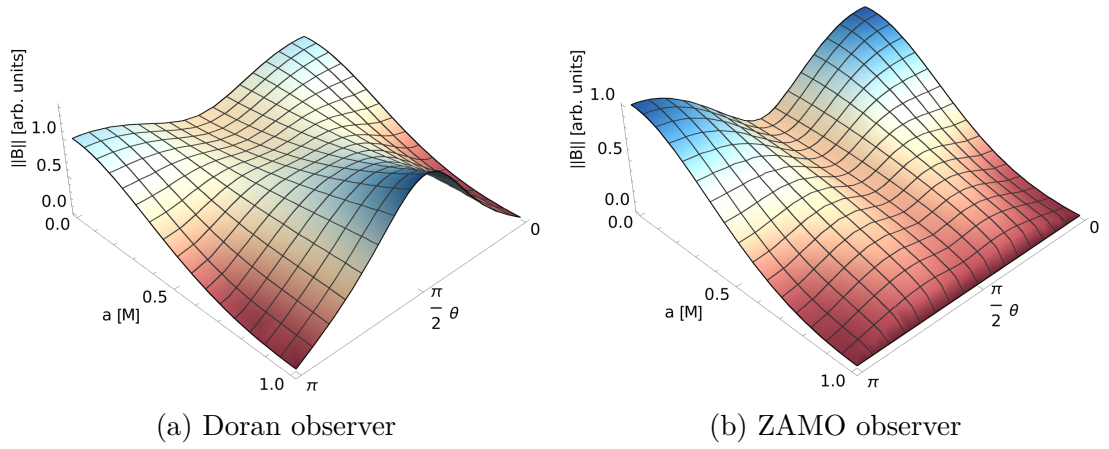 ||B|| [arb. units]
1.0
0.5
0.0
0.0
0.5
a [M]
1.0
π
π
2
θ
0
(a) Doran observer
||B|| [arb. units]
1.0
0.5
0.0
0.0
0.5
a [M]
1.0
π
π
2
θ
0
(b) ZAMO observer